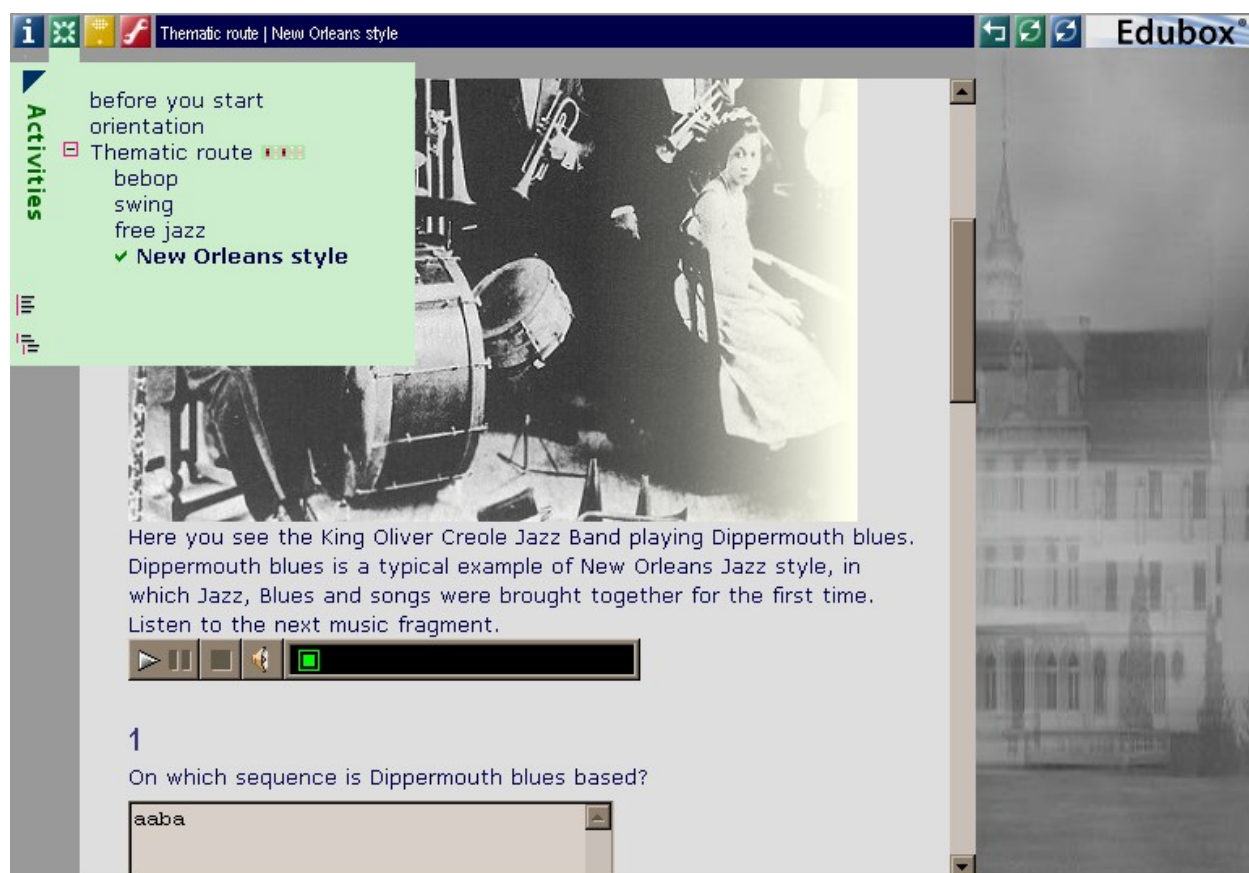 Thematic route | New Orleans style
Edubox
Activities
before you start
orientation
Thematic route
bebop
swing
free jazz
New Orleans style
Here you see the King Oliver Creole Jazz Band playing Dippermouth blues.
Dippermouth blues is a typical example of New Orleans Jazz style, in
which Jazz, Blues and songs were brought together for the first time.
Listen to the next music fragment.
1
On which sequence is Dippermouth blues based?
aaba